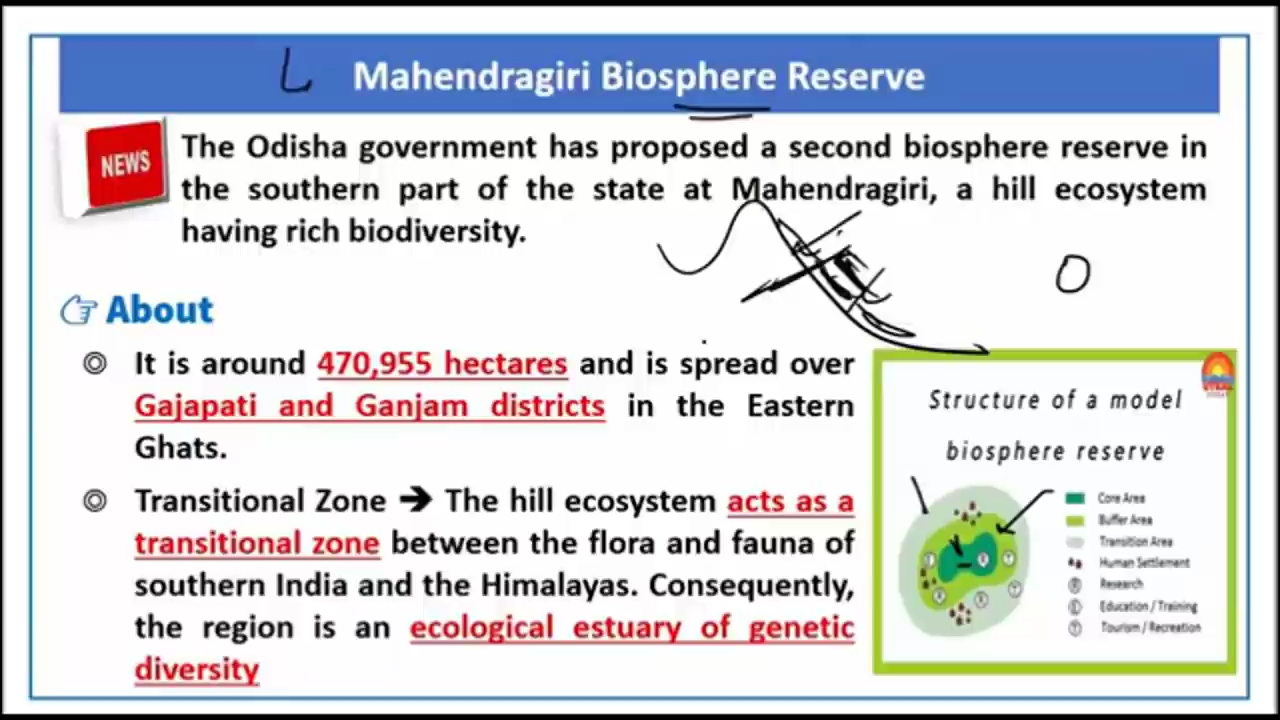 Mahendragiri Biosphere Reserve
NEWS
The Odisha government has proposed a second biosphere reserve in
the southern part of the state at Mahendragiri, a hill ecosystem
having rich biodiversity.
About
It is around 470,955 hectares and is spread over
Gajapati and Ganjam districts in the Eastern
Ghats.
Transitional Zone ➔ The hill ecosystem acts as a
transitional zone between the flora and fauna of
southern India and the Himalayas. Consequently,
the region is an ecological estuary of genetic
diversity
Structure of a model
biosphere reserve
Core Area
Buffer Area
Transition Area
Human Settlement
R Research
E Education / Training
T Tourism / Recreation